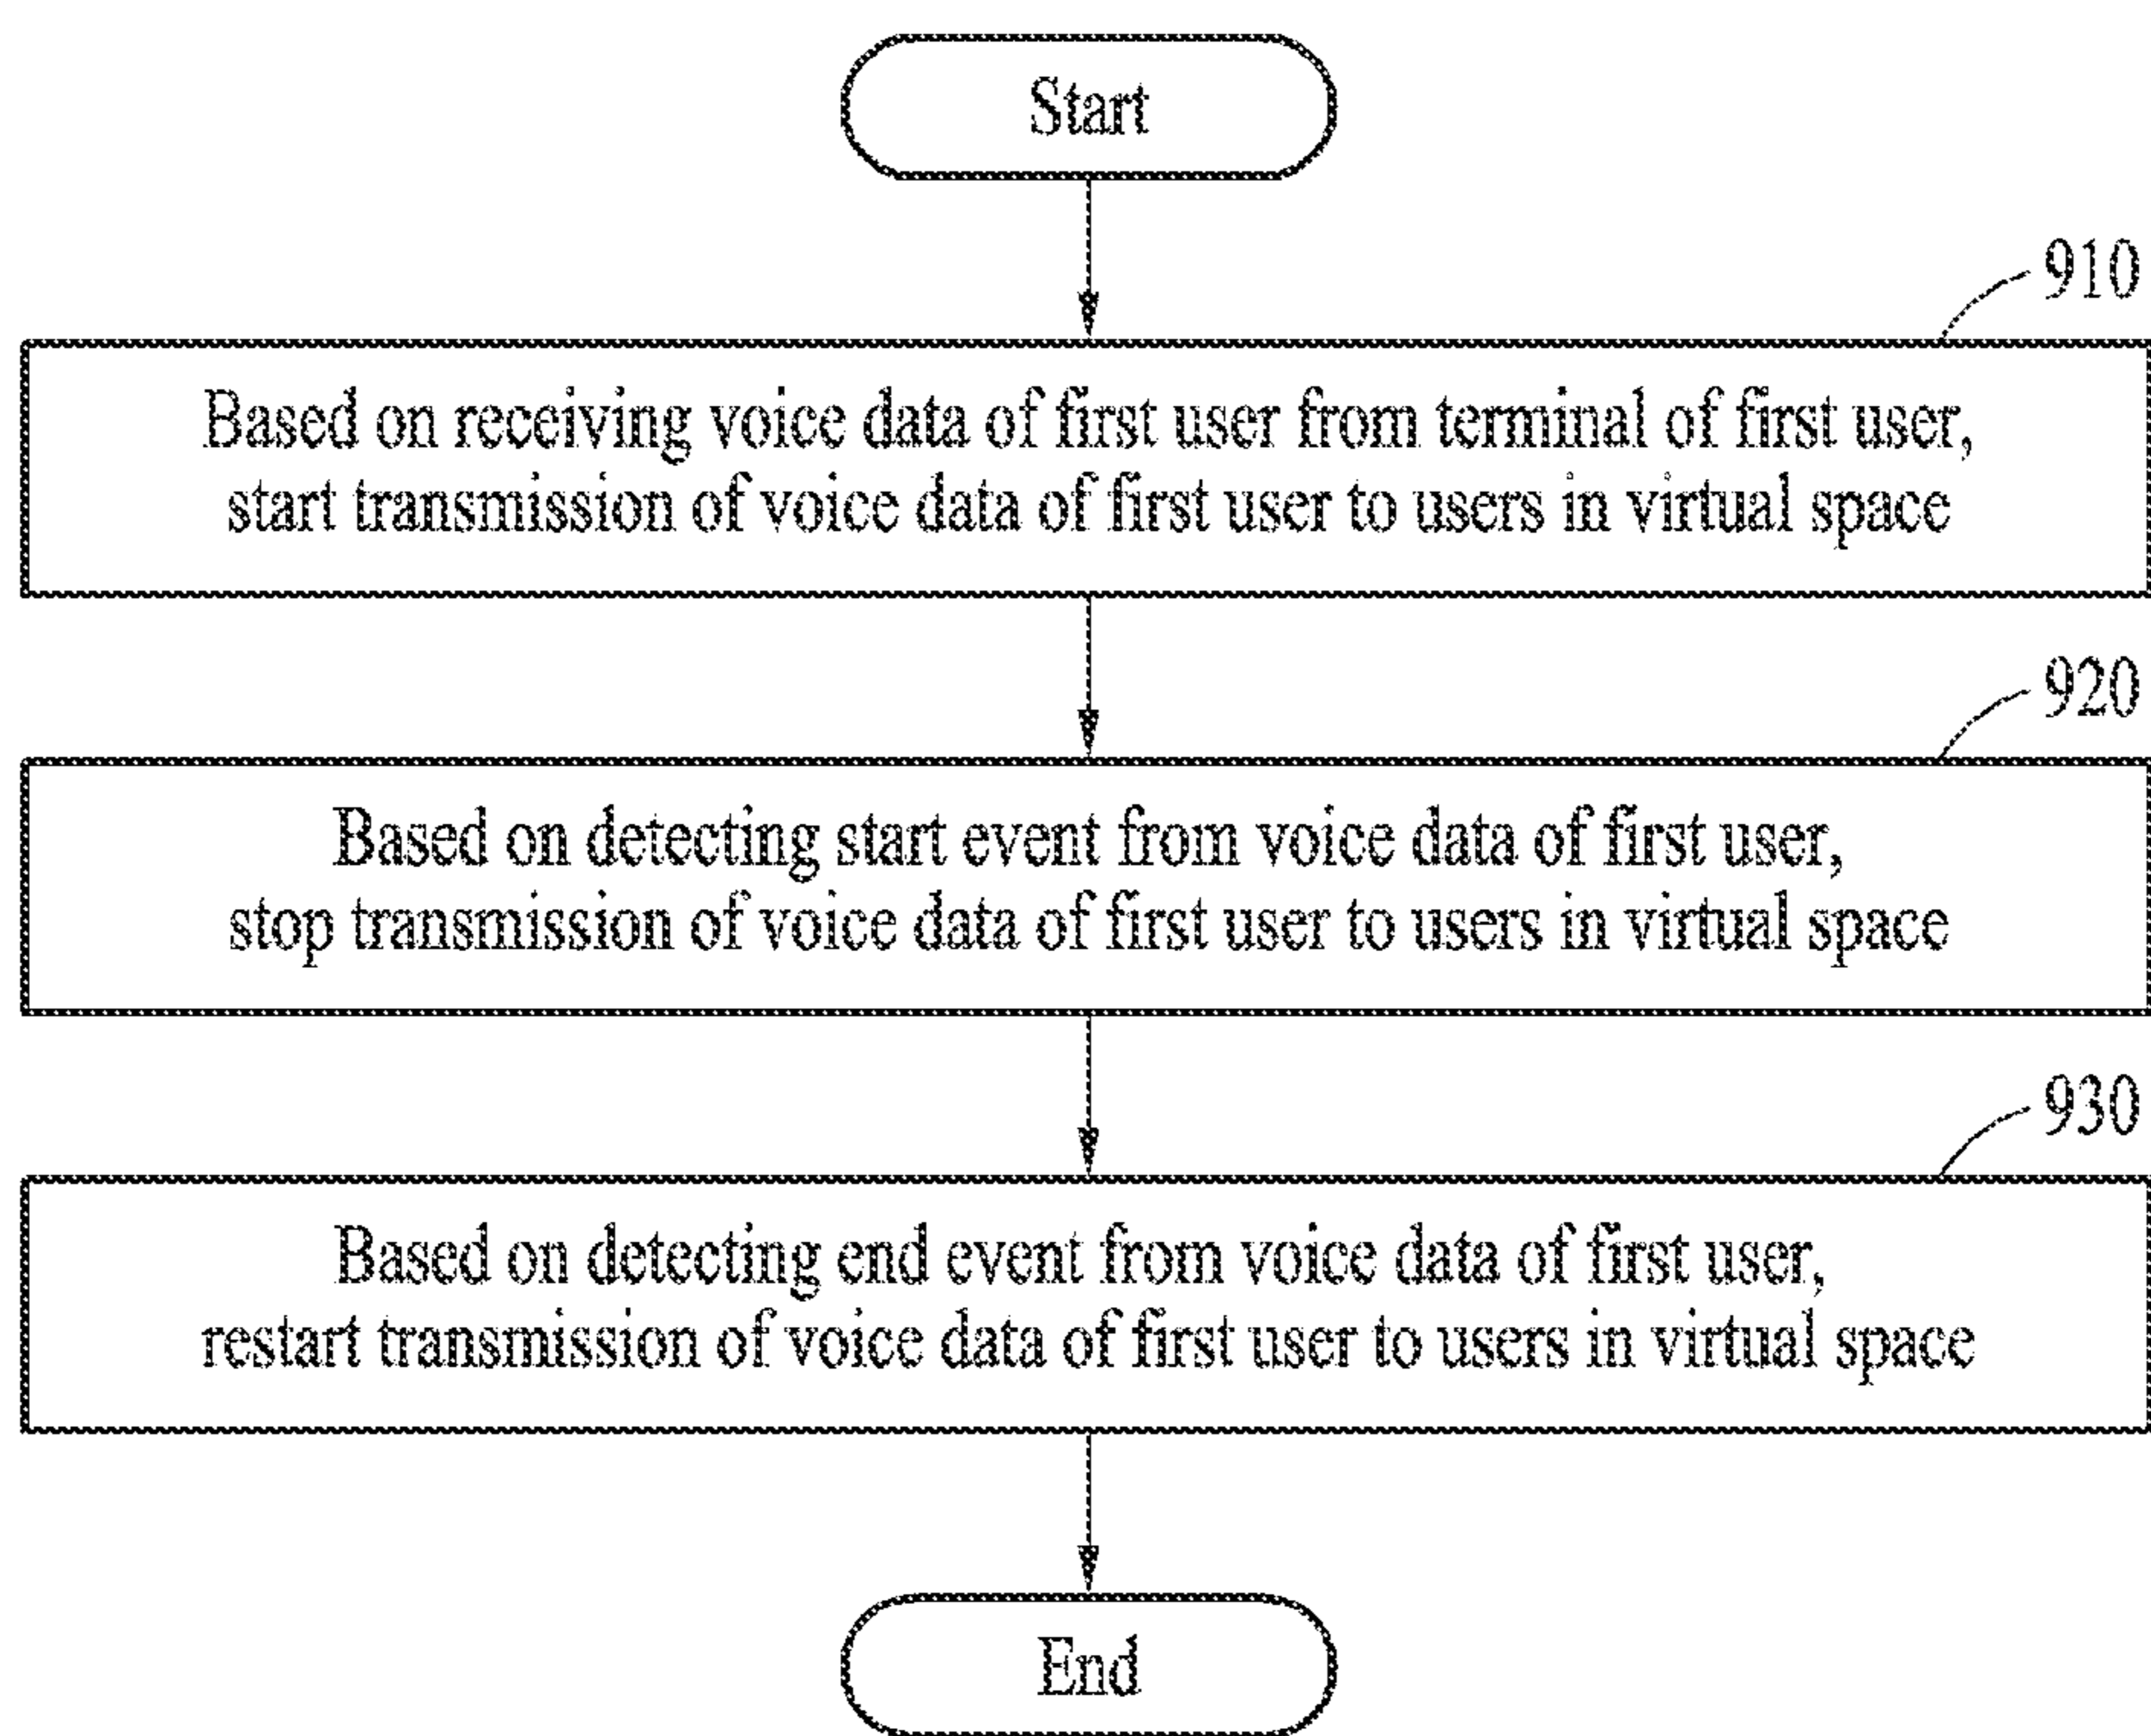 Start
910
Based on receiving voice data of first user from terminal of first user,
start transmission of voice data of first user to users in virtual space
920
Based on detecting start event from voice data of first user,
stop transmission of voice data of first user to users in virtual space
930
Based on detecting end event from voice data of first user,
restart transmission of voice data of first user to users in virtual space
End